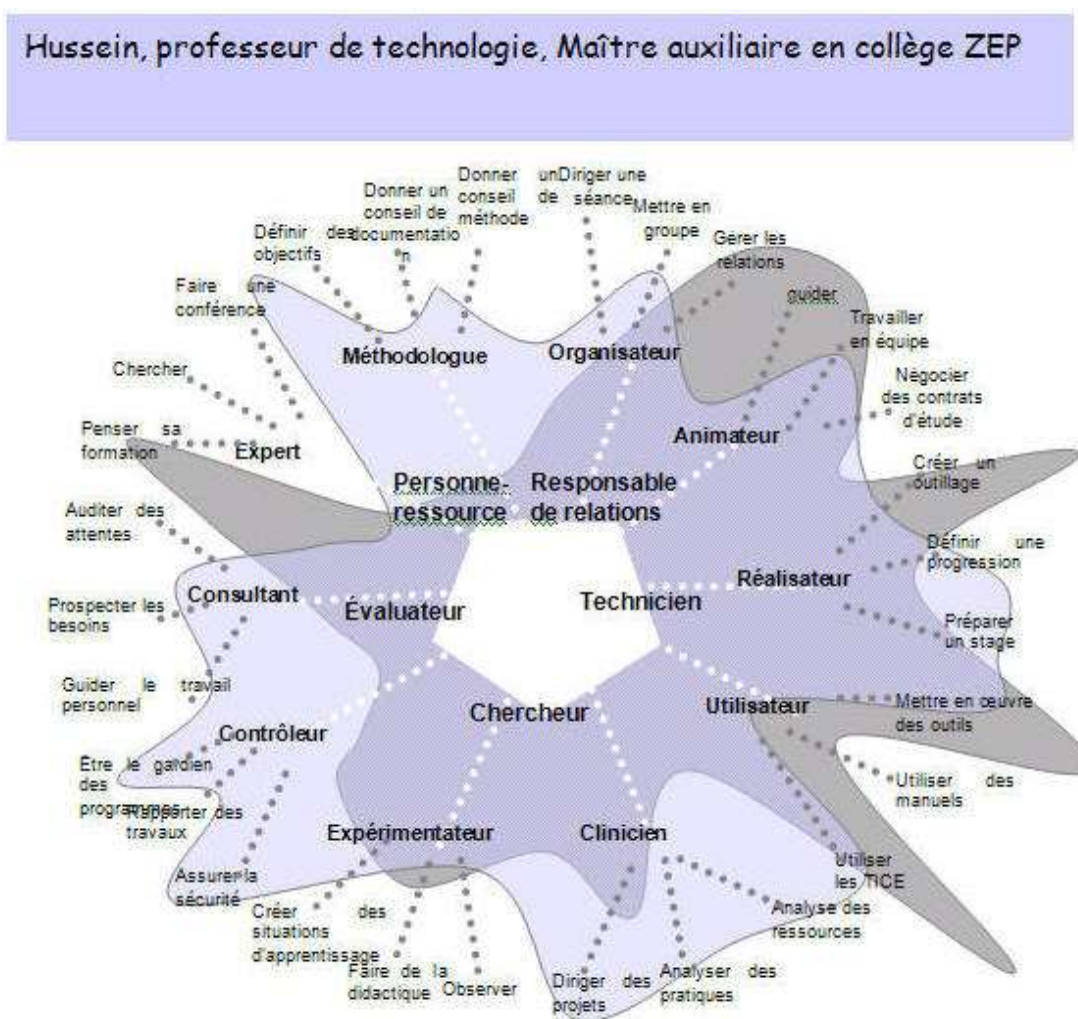 Hussein, professeur de technologie, Maître auxiliaire en collège ZEP
Donner un
conseil de
méthode
Diriger une
séance
Donner un
conseil de
documentatio
n
Mettre en
groupe
Définir des
objectifs
Gérer les
relations
Faire une
conférence
guider
Travailler
en équipe
Méthodologue
Organisateur
Chercher
Négocier
des contrats
d'étude
Penser sa
formation
Expert
Animateur
Personne-
ressource
Responsable
de relations
Créer un
outillage
Auditer des
attentes
Définir une
progression
Consultant
Évaluateur
Technicien
Réalisateur
Prospecter les
besoins
Préparer
un stage
Guider le travail
personnel
Chercheur
Utilisateur
Mettre en œuvre
des outils
Contrôleur
Être le gardien
des
programmes
Rapporter des
travaux
Utiliser des
manuels
Expérimentateur
Clinicien
Assurer la
sécurité
Utiliser
les TICE
Créer des
situations
d'apprentissage
Analyse des
ressources
Faire de la
didactique
Observer
Diriger des
projets
Analyser des
pratiques